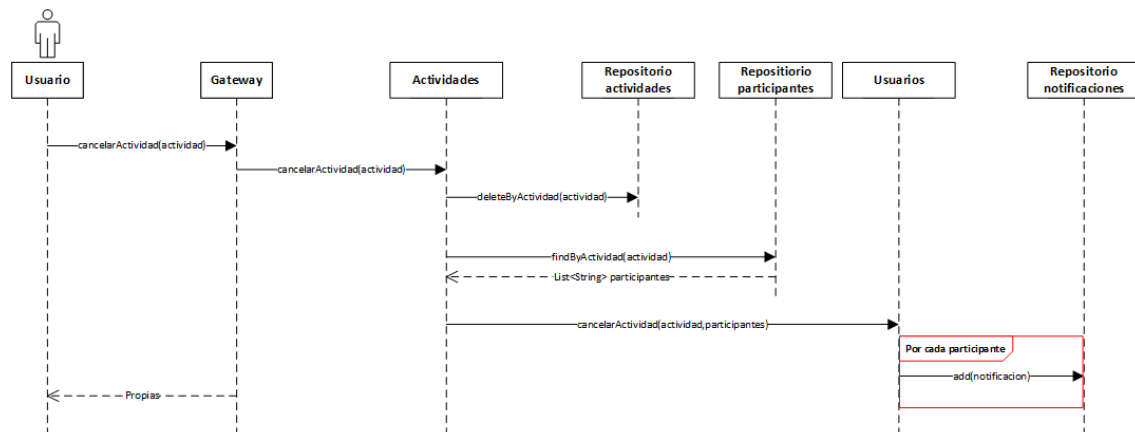 Usuario
Gateway
Actividades
Repositorio
actividades
Repositiorio
participantes
Usuarios
Repositorio
notificaciones
cancelarActividad(actividad)
cancelarActividad(actividad)
deleteByActividad(actividad)
findByActividad(actividad)
List<String> participantes
cancelarActividad(actividad,participantes)
Por cada participante
add(notificacion)
Propias